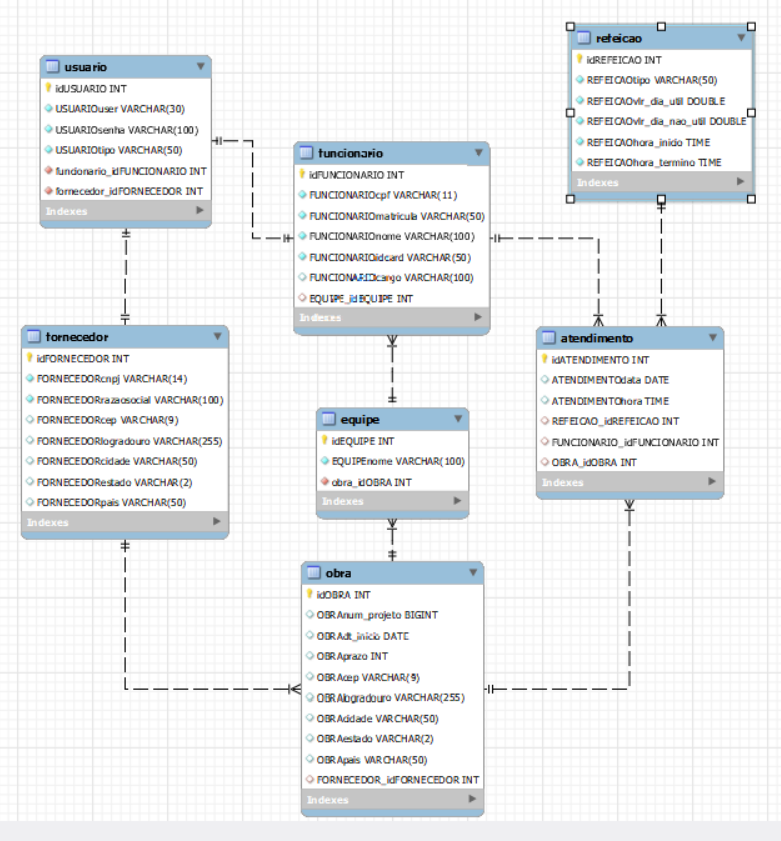 usuario
idUSUARIO INT
USUARIOuser VARCHAR(30)
USUARIOsenha VARCHAR(100)
USUARIOtipo VARCHAR(50)
funcionario_idFUNCIONARIO INT
fornecedor_idFORNECEDOR INT
Indexes
refeicao
idREFEICAO INT
REFEICAOtipo VARCHAR(50)
REFEICAOvlr_dia_util DOUBLE
REFEICAOvlr_dia_nao_util DOUBLE
REFEICAOhora_inicio TIME
REFEICAOhora_termino TIME
Indexes
funcionario
idFUNCIONARIO INT
FUNCIONARIOcpf VARCHAR(11)
FUNCIONARIOmatricula VARCHAR(50)
FUNCIONARIOnome VARCHAR(100)
FUNCIONARIOidcard VARCHAR(50)
FUNCIONARIOcargo VARCHAR(100)
EQUIPE_idEQUIPE INT
Indexes
fornecedor
idFORNECEDOR INT
FORNECEDORcnpj VARCHAR(14)
FORNECEDORrazaosocial VARCHAR(100)
FORNECEDORcep VARCHAR(9)
FORNECEDORlogradouro VARCHAR(255)
FORNECEDORcidade VARCHAR(50)
FORNECEDORestado VARCHAR(2)
FORNECEDORpais VARCHAR(50)
Indexes
atendimento
idATENDIMENTO INT
ATENDIMENTOdata DATE
ATENDIMENTOhora TIME
REFEICAO_idREFEICAO INT
FUNCIONARIO_idFUNCIONARIO INT
OBRA_idOBRA INT
Indexes
equipe
idEQUIPE INT
EQUIPEnome VARCHAR(100)
obra_idOBRA INT
Indexes
obra
idOBRA INT
OBRAnum_projeto BIGINT
OBRAdt_inicio DATE
OBRAprazo INT
OBRAcep VARCHAR(9)
OBRAlogradouro VARCHAR(255)
OBRAcidade VARCHAR(50)
OBRAestado VARCHAR(2)
OBRApais VARCHAR(50)
FORNECEDOR_idFORNECEDOR INT
Indexes